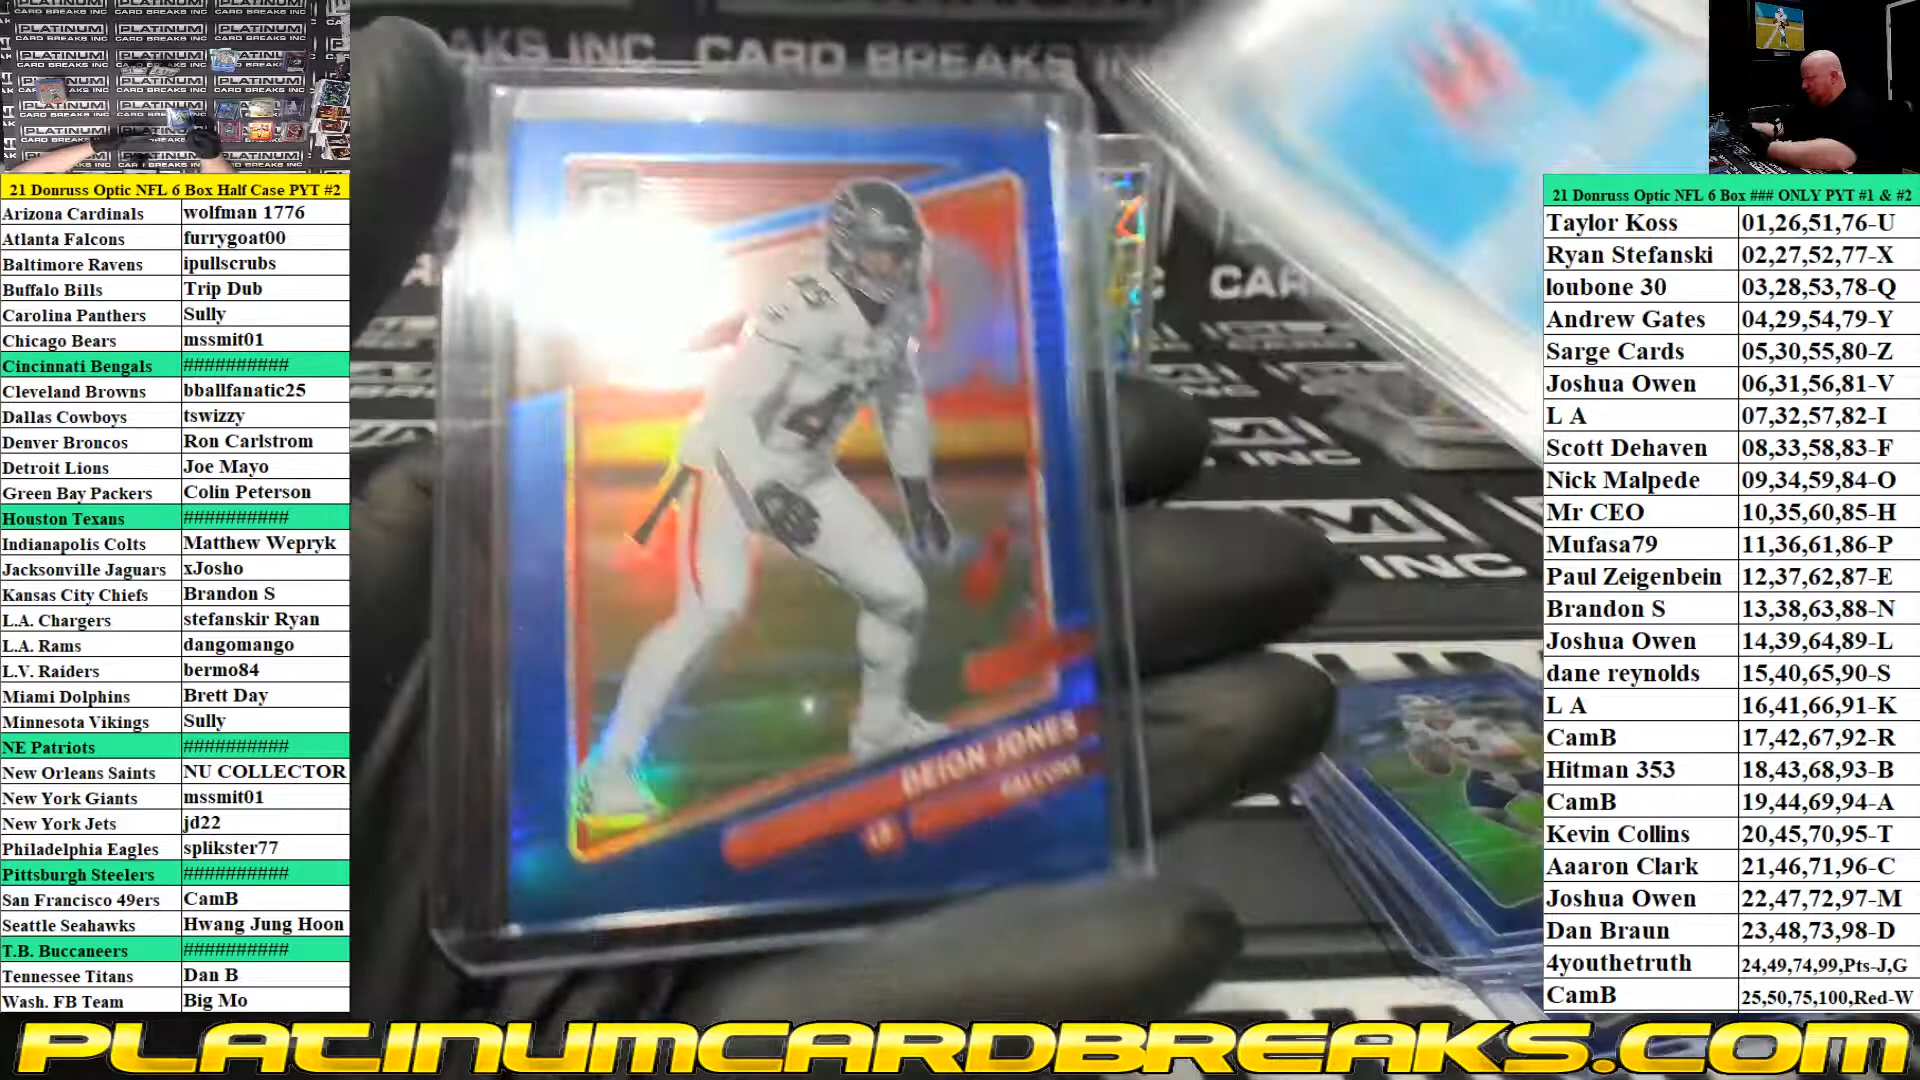 21 Donruss Optic NFL 6 Box Half Case PYT #2
Arizona Cardinals wolfman 1776
Atlanta Falcons furrygoat00
Baltimore Ravens ipullscrubs
Buffalo Bills Trip Dub
Carolina Panthers Sully
Chicago Bears mssmit01
Cincinnati Bengals ##########
Cleveland Browns bballfanatic25
Dallas Cowboys tswizzy
Denver Broncos Ron Carlstrom
Detroit Lions Joe Mayo
Green Bay Packers Colin Peterson
Houston Texans ##########
Indianapolis Colts Matthew Wepryk
Jacksonville Jaguars xJosho
Kansas City Chiefs Brandon S
L.A. Chargers stefanskir Ryan
L.A. Rams dangomango
L.V. Raiders bermo84
Miami Dolphins Brett Day
Minnesota Vikings Sully
NE Patriots ##########
New Orleans Saints NU COLLECTOR
New York Giants mssmit01
New York Jets jd22
Philadelphia Eagles splikster77
Pittsburgh Steelers ##########
San Francisco 49ers CamB
Seattle Seahawks Hwang Jung Hoon
T.B. Buccaneers ##########
Tennessee Titans Dan B
Wash. FB Team Big Mo
CARD BREAKS INC
DEION JONES
FALCONS
LB
INC
21 Donruss Optic NFL 6 Box ### ONLY PYT #1 & #2
Taylor Koss 01,26,51,76-U
Ryan Stefanski 02,27,52,77-X
loubone 30 03,28,53,78-Q
Andrew Gates 04,29,54,79-Y
Sarge Cards 05,30,55,80-Z
Joshua Owen 06,31,56,81-V
L A 07,32,57,82-I
Scott Dehaven 08,33,58,83-F
Nick Malpede 09,34,59,84-O
Mr CEO 10,35,60,85-H
Mufasa79 11,36,61,86-P
Paul Zeigenbein 12,37,62,87-E
Brandon S 13,38,63,88-N
Joshua Owen 14,39,64,89-L
dane reynolds 15,40,65,90-S
L A 16,41,66,91-K
CamB 17,42,67,92-R
Hitman 353 18,43,68,93-B
CamB 19,44,69,94-A
Kevin Collins 20,45,70,95-T
Aaaron Clark 21,46,71,96-C
Joshua Owen 22,47,72,97-M
Dan Braun 23,48,73,98-D
4youthetruth 24,49,74,99,Pts-J,G
CamB 25,50,75,100,Red-W
PLATINUMCARDBREAKS.COM